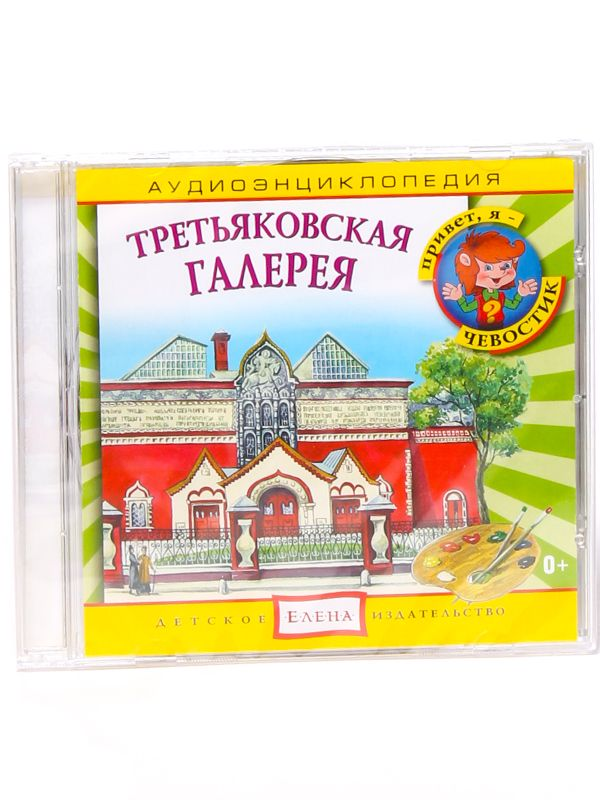 АУДИОЭНЦИКЛОПЕДИЯ
ТРЕТЬЯКОВСКАЯ
ГАЛЕРЕЯ
привет, я -
?
ЧЕВОСТИК
0+
ДЕТСКОЕ ЕЛЕНА ИЗДАТЕЛЬСТВО